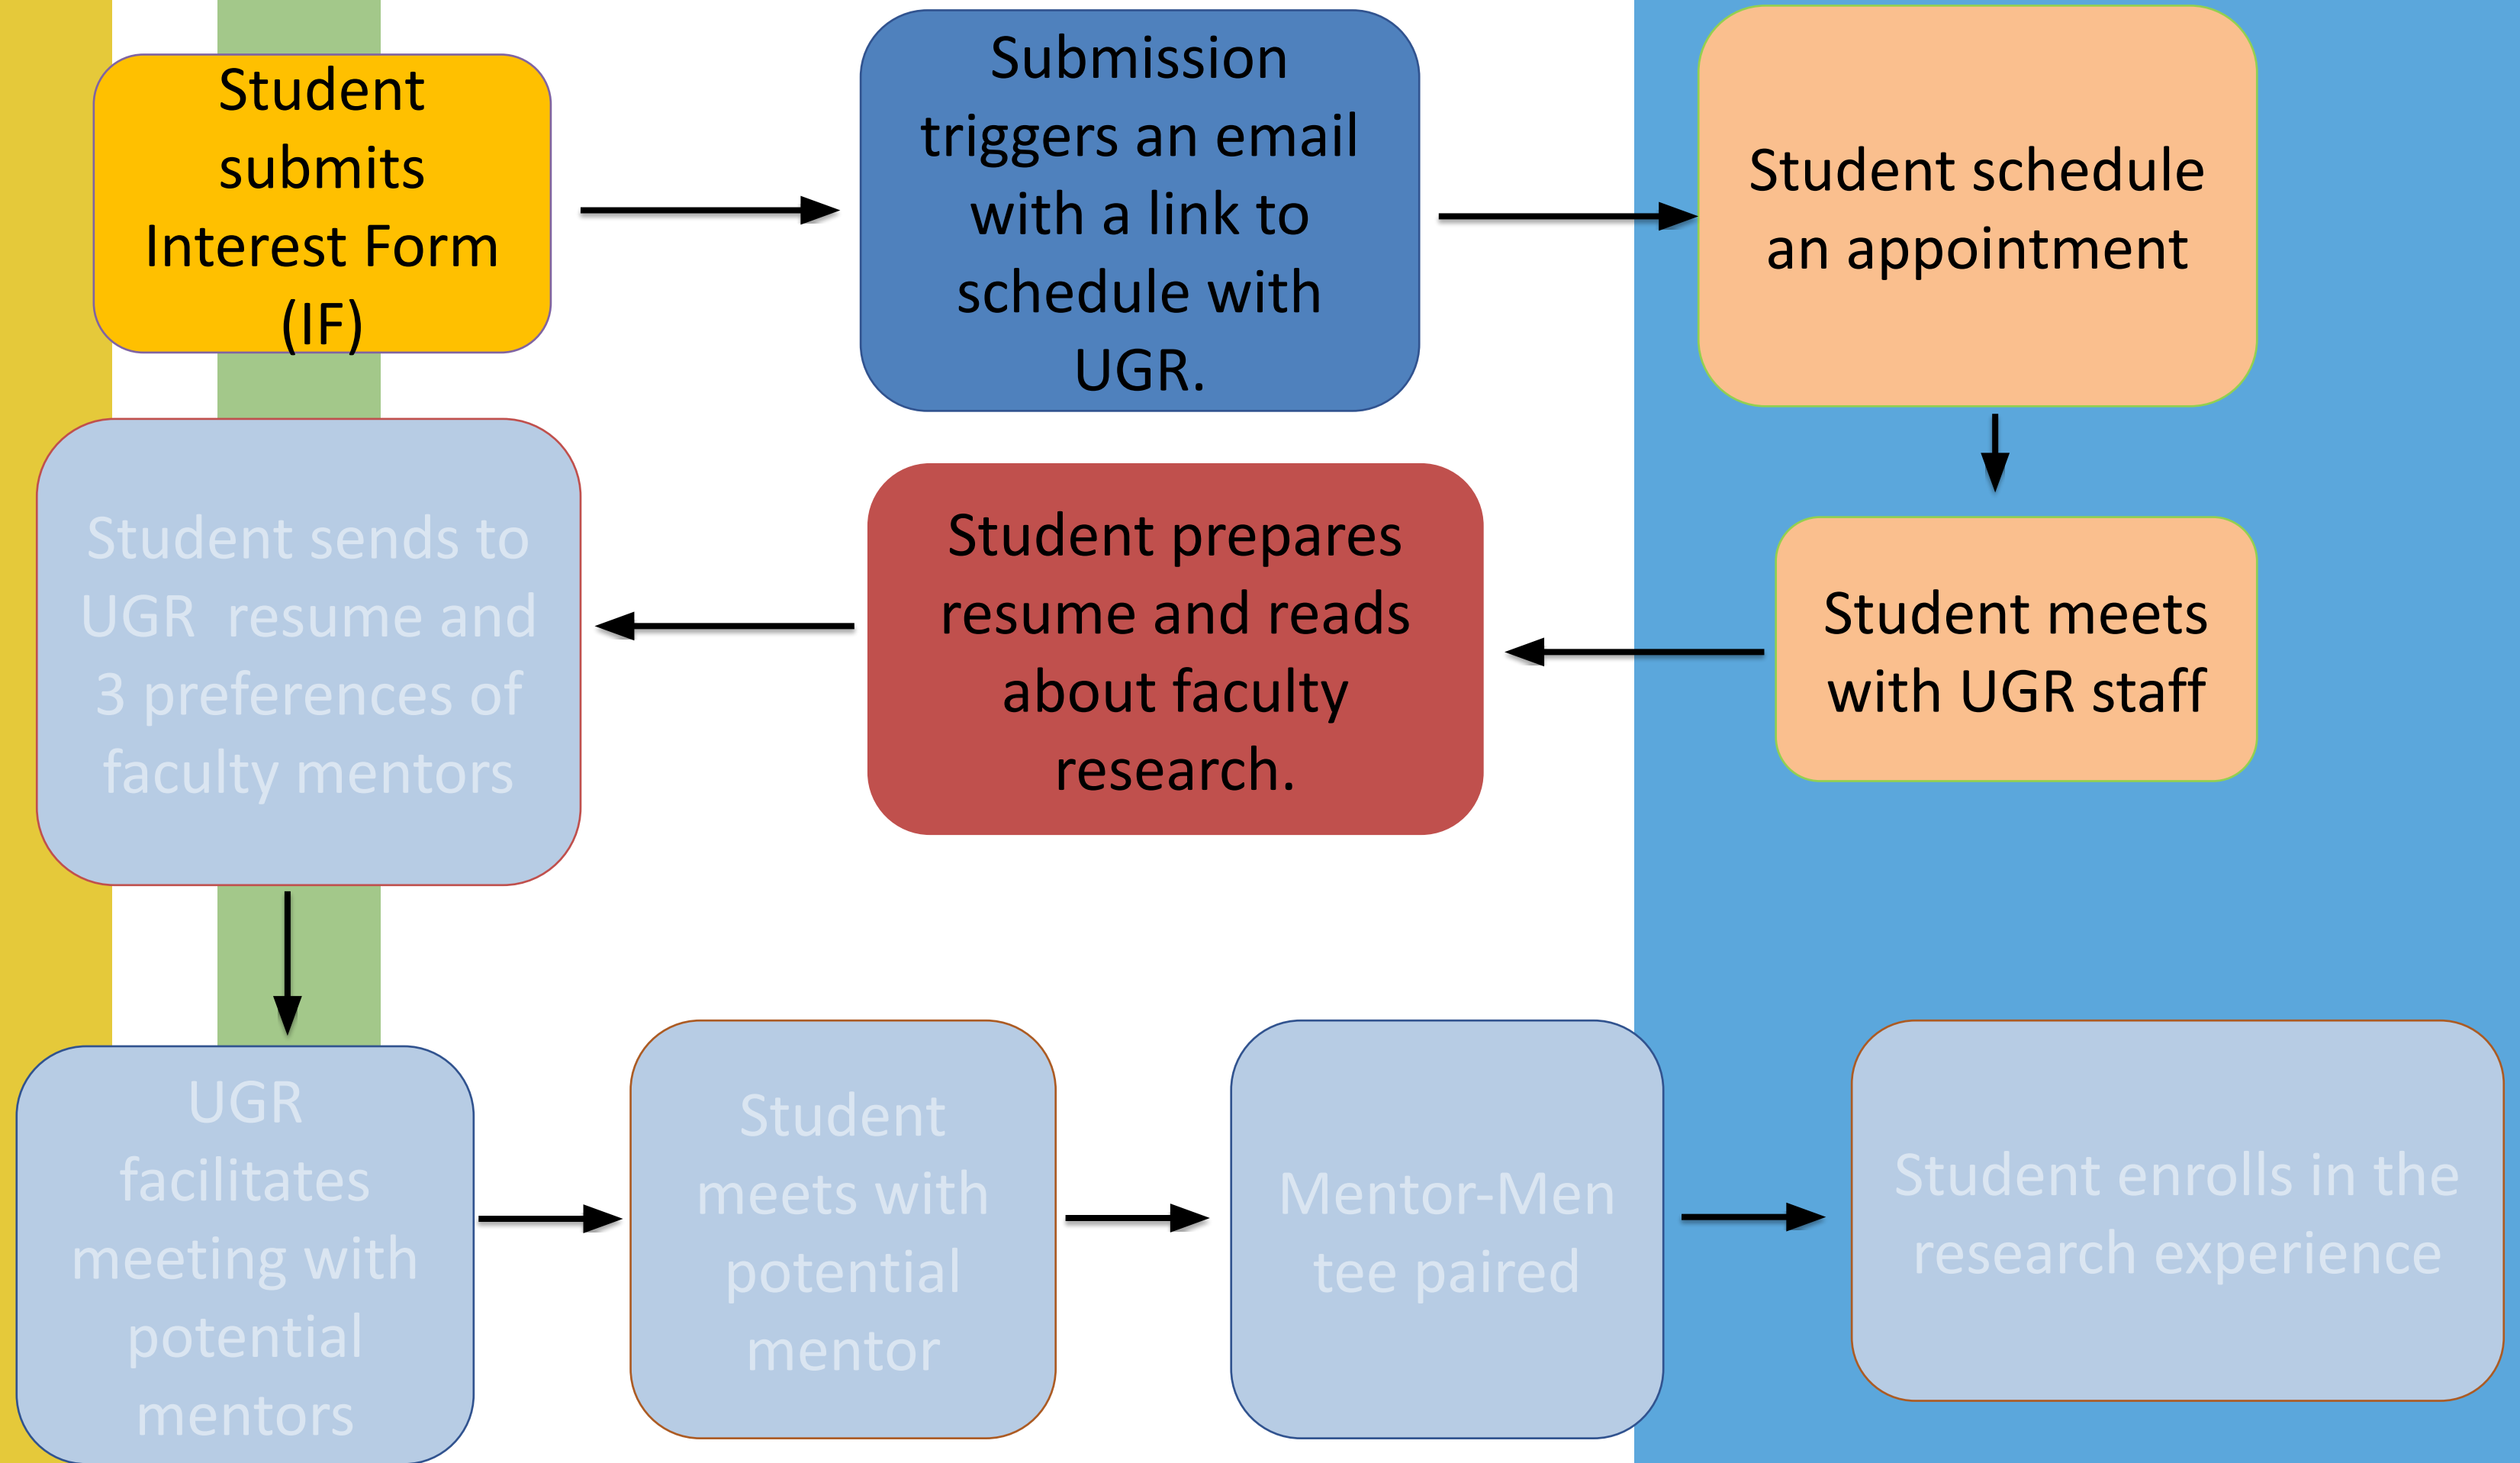 Student
submits
Interest Form
(IF)
Submission
triggers an email
with a link to
schedule with
UGR.
Student schedule
an appointment
Student meets
with UGR staff
Student prepares
resume and reads
about faculty
research.
Student sends to
UGR  resume and
3 preferences of
faculty mentors
UGR
facilitates
meeting with
potential
mentors
Student
meets with
potential
mentor
Mentor-Men
tee paired
Student enrolls in the
research experience